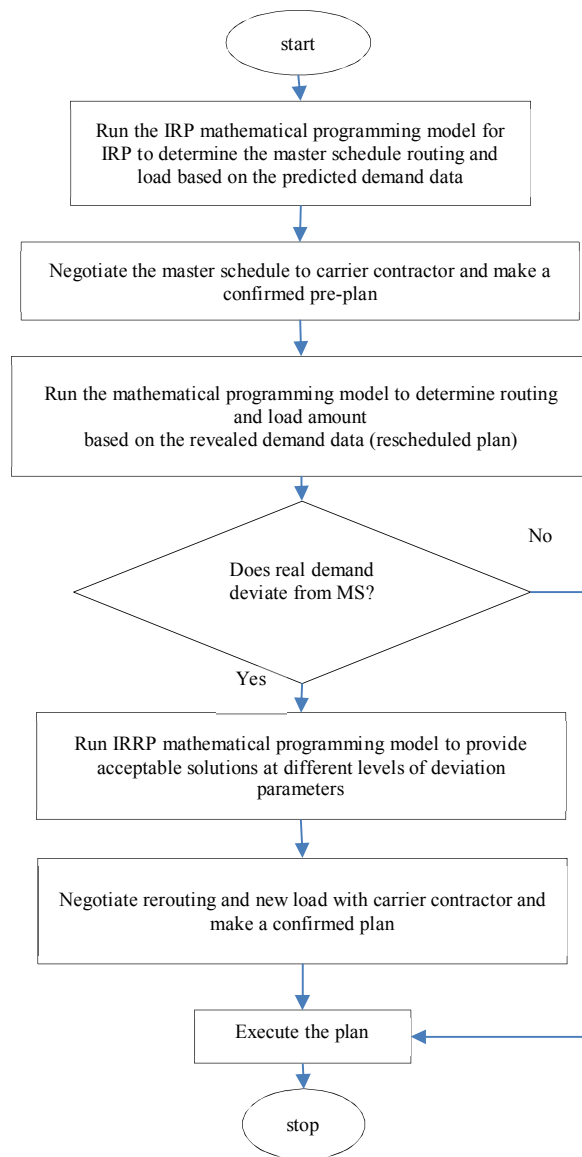 start
Run the IRP mathematical programming model for
IRP to determine the master schedule routing and
load based on the predicted demand data
Negotiate the master schedule to carrier contractor and make a
confirmed pre-plan
Run the mathematical programming model to determine routing
and load amount
based on the revealed demand data (rescheduled plan)
No
Does real demand
deviate from MS?
Yes
Run IRRP mathematical programming model to provide
acceptable solutions at different levels of deviation
parameters
Negotiate rerouting and new load with carrier contractor and
make a confirmed plan
Execute the plan
stop